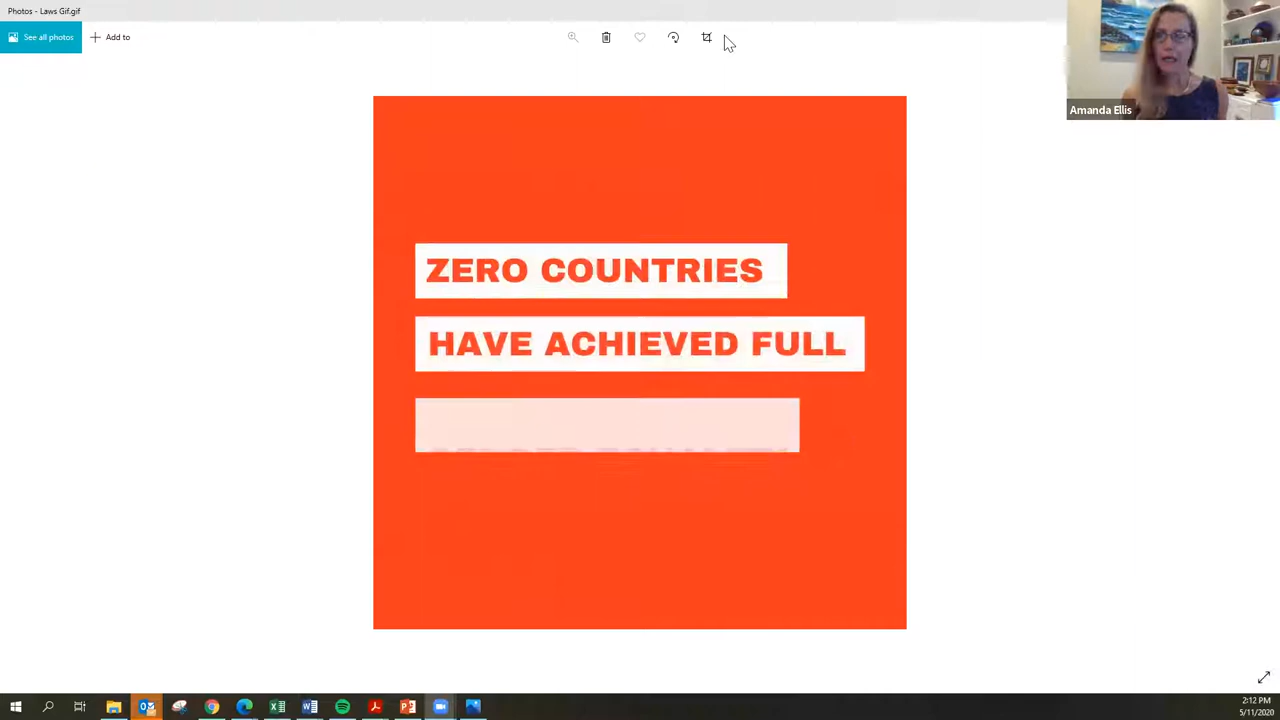 Photos - Laws Gif.gif
See all photos
Add to
Amanda Ellis
ZERO COUNTRIES
HAVE ACHIEVED FULL
2:12 PM
5/11/2020